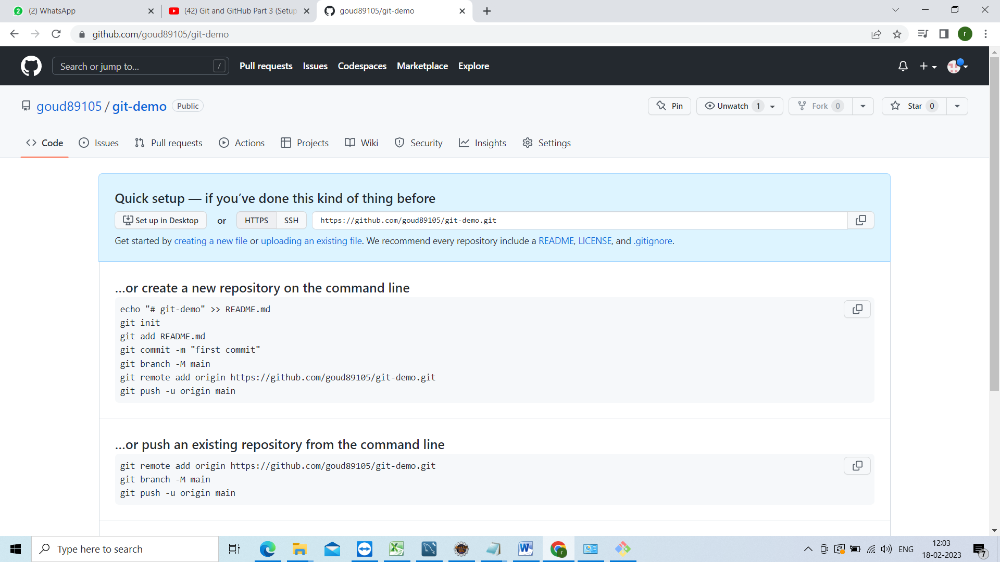 (2) WhatsApp
(42) Git and GitHub Part 3 (Setup
goud89105/git-demo
github.com/goud89105/git-demo
r
Search or jump to...
/
Pull requests
Issues
Codespaces
Marketplace
Explore
goud89105 / git-demo
Public
Pin
Unwatch 1
Fork 0
Star 0
Code
Issues
Pull requests
Actions
Projects
Wiki
Security
Insights
Settings
Quick setup — if you’ve done this kind of thing before
Set up in Desktop
or
HTTPS
SSH
https://github.com/goud89105/git-demo.git
Get started by creating a new file or uploading an existing file. We recommend every repository include a README, LICENSE, and .gitignore.
…or create a new repository on the command line
echo "# git-demo" >> README.md
git init
git add README.md
git commit -m "first commit"
git branch -M main
git remote add origin https://github.com/goud89105/git-demo.git
git push -u origin main
…or push an existing repository from the command line
git remote add origin https://github.com/goud89105/git-demo.git
git branch -M main
git push -u origin main
Type here to search
ENG
12:03
18-02-2023
7